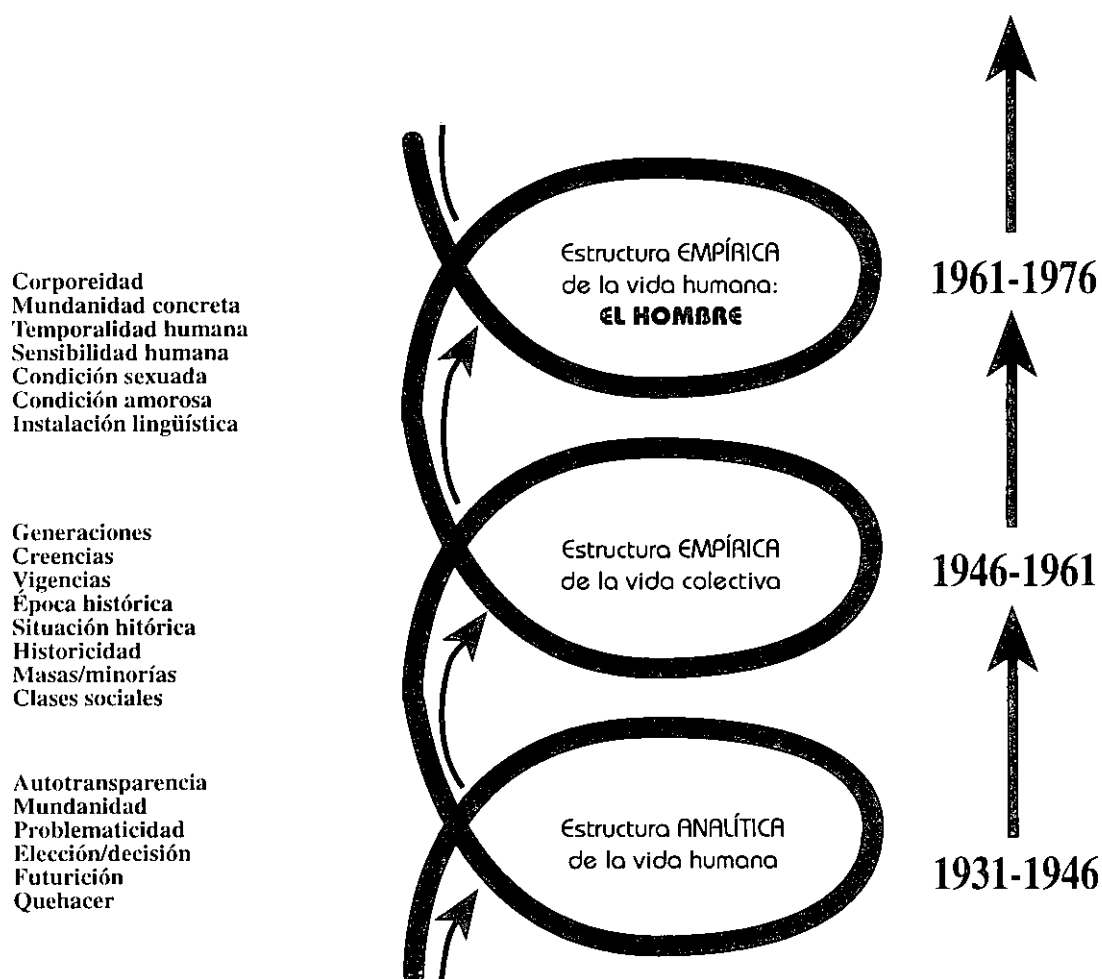 Corporeidad
Mundanidad concreta
Temporalidad humana
Sensibilidad humana
Condición sexuada
Condición amorosa
Instalación lingüística
Estructura EMPÍRICA
de la vida humana:
EL HOMBRE
1961-1976
Generaciones
Creencias
Vigencias
Época histórica
Situación hitórica
Historicidad
Masas/minorías
Clases sociales
Estructura EMPÍRICA
de la vida colectiva
1946-1961
Autotransparencia
Mundanidad
Problematicidad
Elección/decisión
Futurición
Quehacer
Estructura ANALÍTICA
de la vida humana
1931-1946